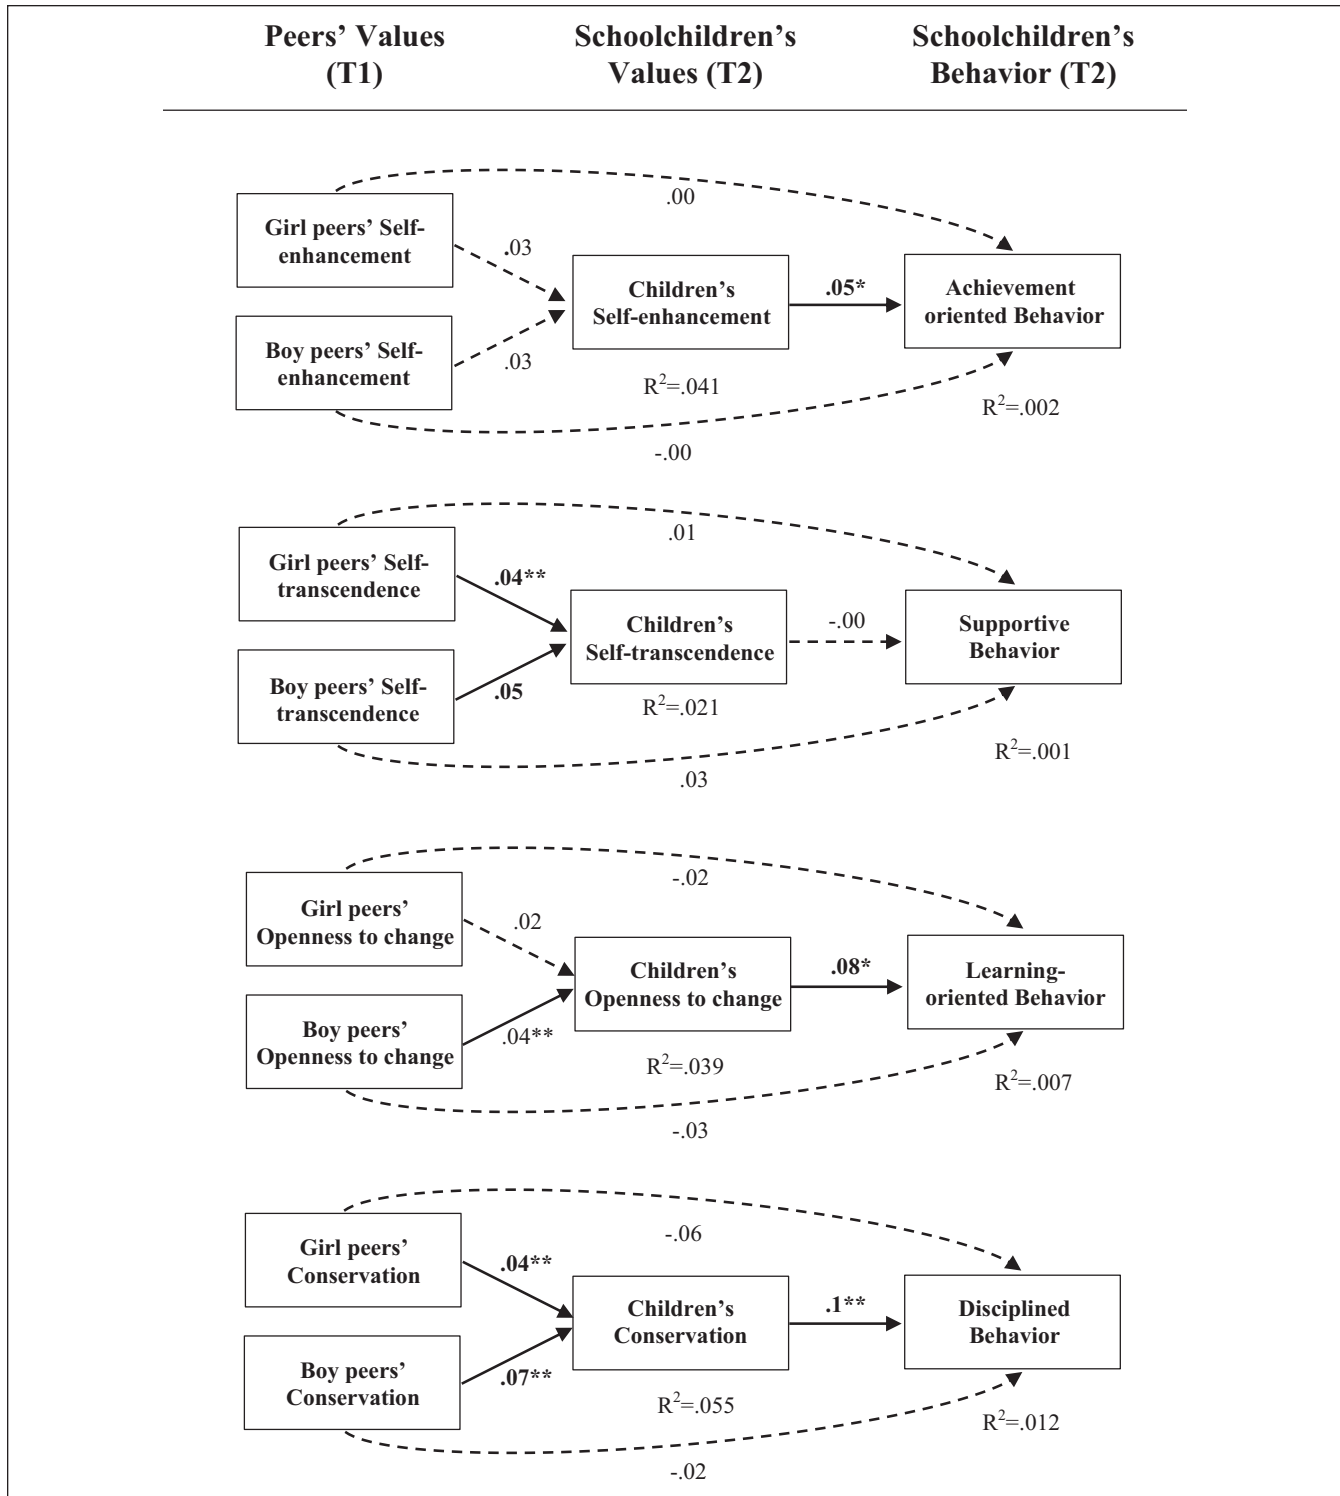 Peers’ Values
(T1)
Schoolchildren’s
Values (T2)
Schoolchildren’s
Behavior (T2)
.00
Girl peers’ Self-
enhancement
.03
Children’s
Self-enhancement
.05*
Achievement
oriented Behavior
Boy peers’ Self-
enhancement
.03
R²=.041
R²=.002
-.00
.01
Girl peers’ Self-
transcendence
.04**
Children’s
Self-transcendence
-.00
Supportive
Behavior
Boy peers’ Self-
transcendence
.05
R²=.021
R²=.001
.03
-.02
Girl peers’
Openness to change
.02
Children’s
Openness to change
.08*
Learning-
oriented Behavior
Boy peers’
Openness to change
.04**
R²=.039
R²=.007
-.03
-.06
Girl peers’
Conservation
.04**
Children’s
Conservation
.1**
Disciplined
Behavior
Boy peers’
Conservation
.07**
R²=.055
R²=.012
-.02